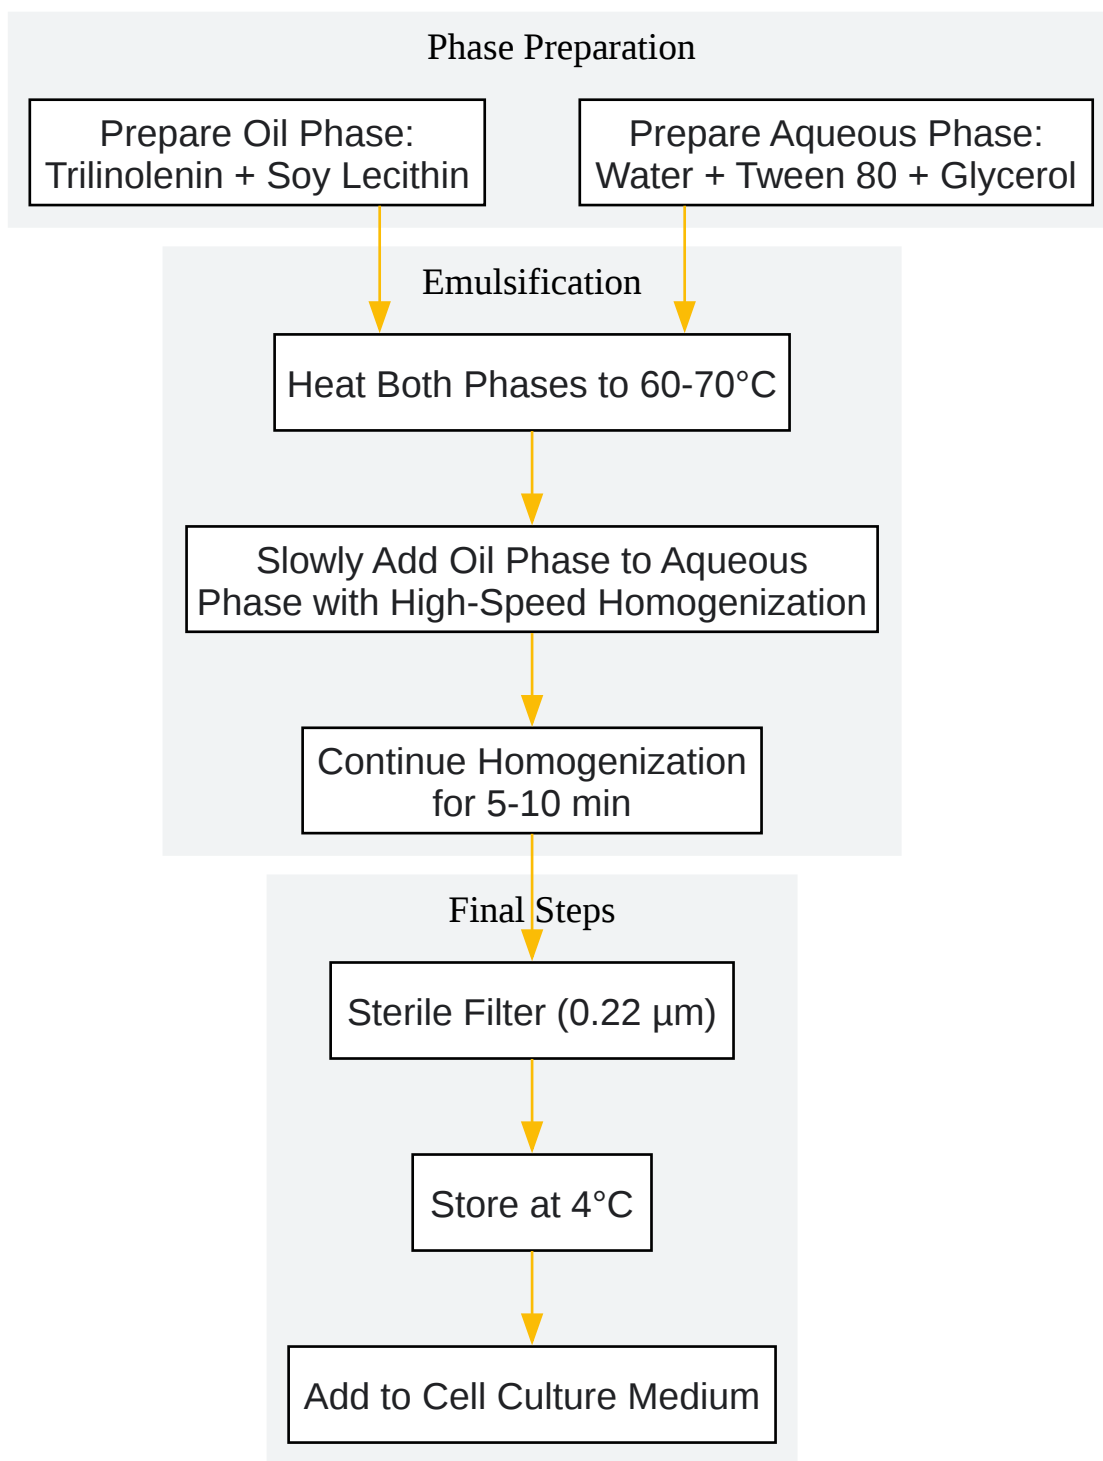 Phase Preparation
Prepare Oil Phase:
Trilinolenin + Soy Lecithin
Prepare Aqueous Phase:
Water + Tween 80 + Glycerol
Emulsification
Heat Both Phases to 60-70°C
Slowly Add Oil Phase to Aqueous
Phase with High-Speed Homogenization
Continue Homogenization
for 5-10 min
Final Steps
Sterile Filter (0.22 µm)
Store at 4°C
Add to Cell Culture Medium